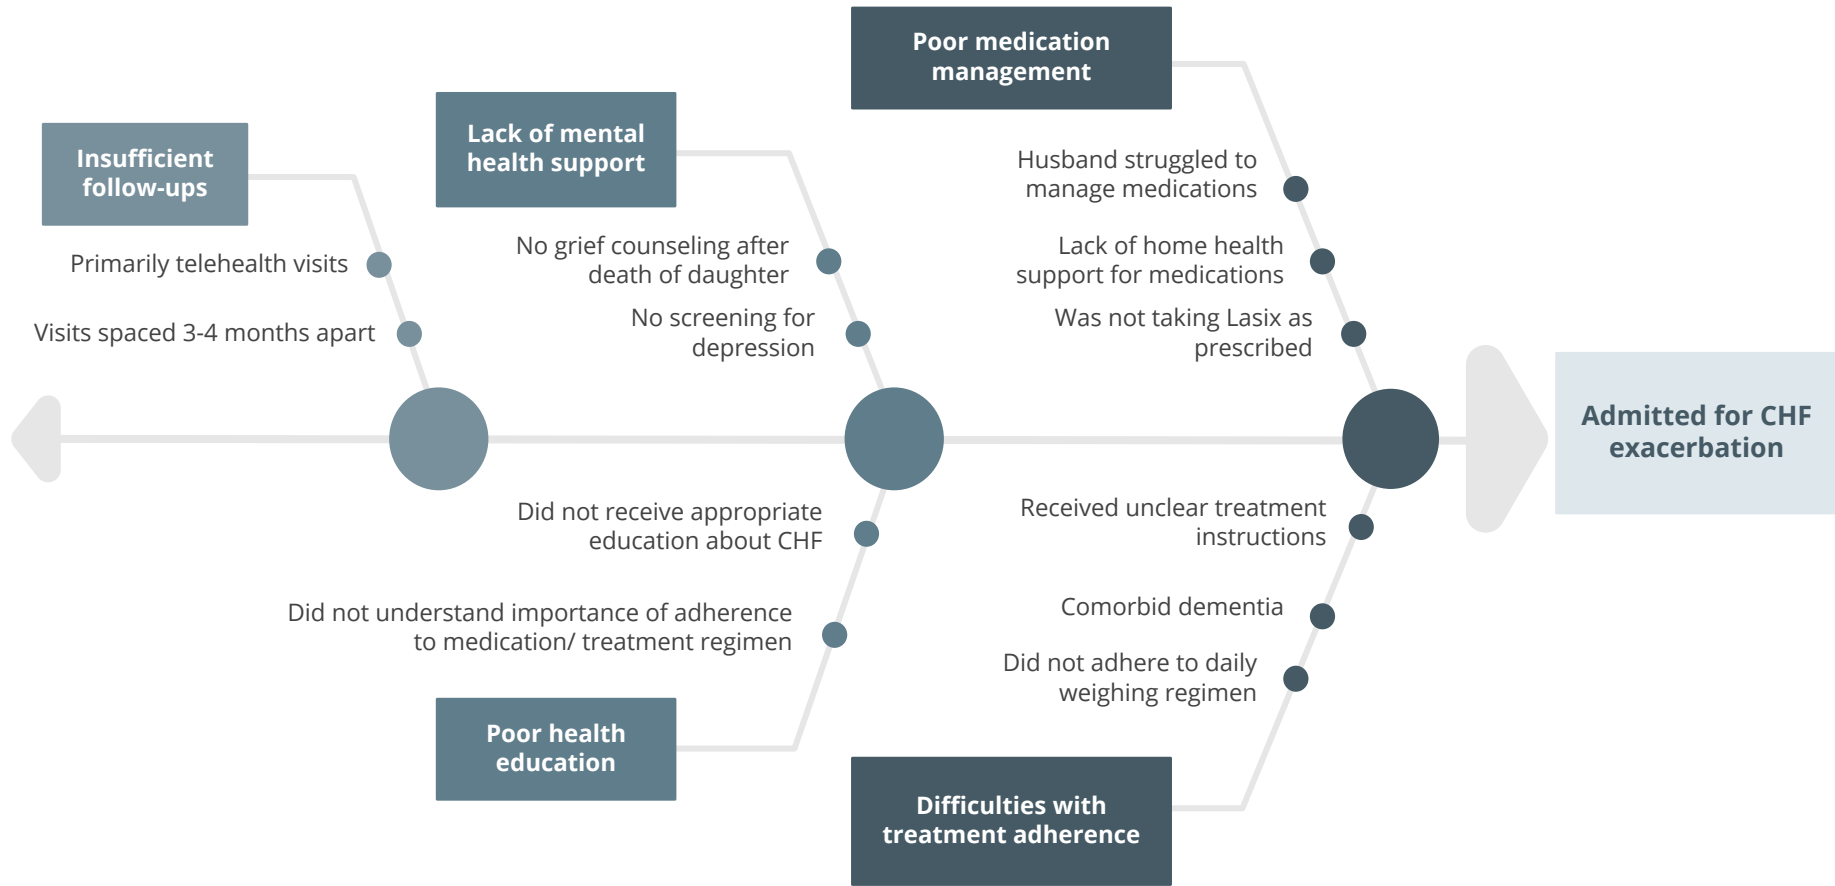 Insufficient
follow-ups
Primarily telehealth visits
Visits spaced 3-4 months apart
Lack of mental
health support
No grief counseling after
death of daughter
No screening for
depression
Poor medication
management
Husband struggled to
manage medications
Lack of home health
support for medications
Was not taking Lasix as
prescribed
Admitted for CHF
exacerbation
Did not receive appropriate
education about CHF
Did not understand importance of adherence
to medication/ treatment regimen
Poor health
education
Received unclear treatment
instructions
Comorbid dementia
Did not adhere to daily
weighing regimen
Difficulties with
treatment adherence